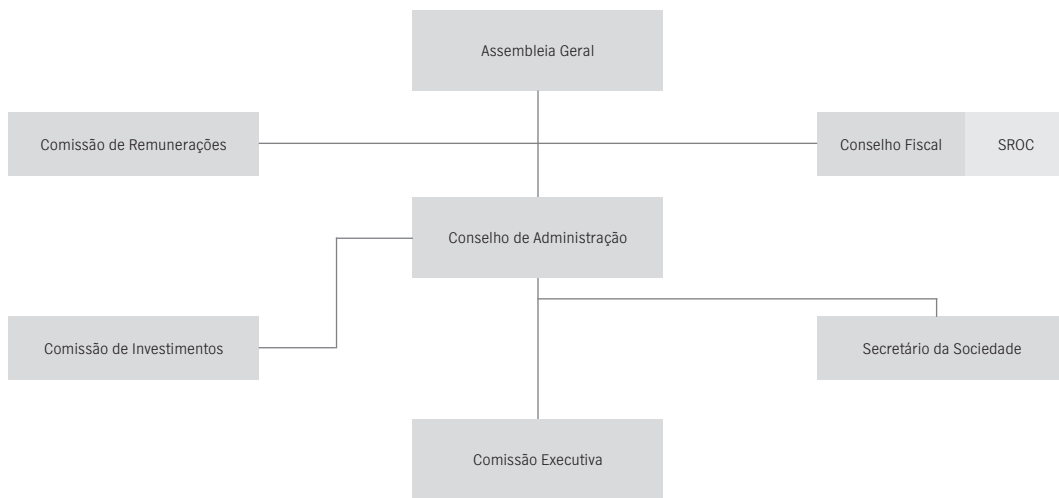 Assembleia Geral
Comissão de Remunerações
Conselho Fiscal
SROC
Conselho de Administração
Comissão de Investimentos
Secretário da Sociedade
Comissão Executiva